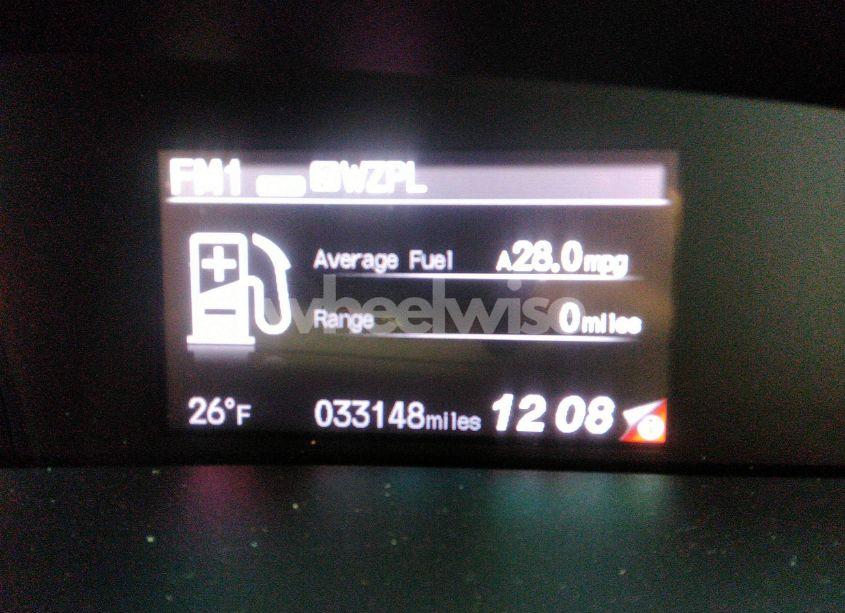 FM1 WZPL
Average Fuel A28.0mpg
wheelwise
Range 0miles
26°F 033148miles 12 08